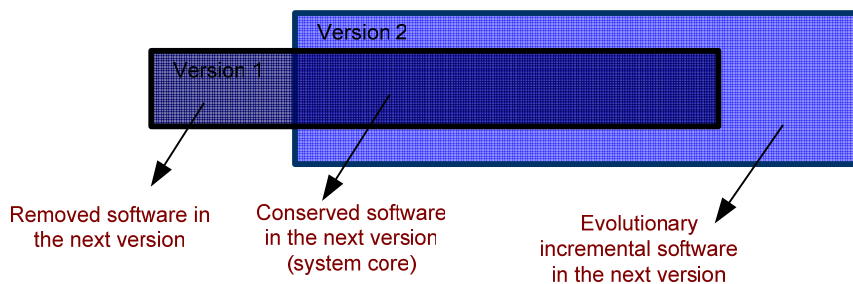 Version 2
Version 1
Removed software in
the next version
Conserved software
in the next version
(system core)
Evolutionary
incremental software
in the next version